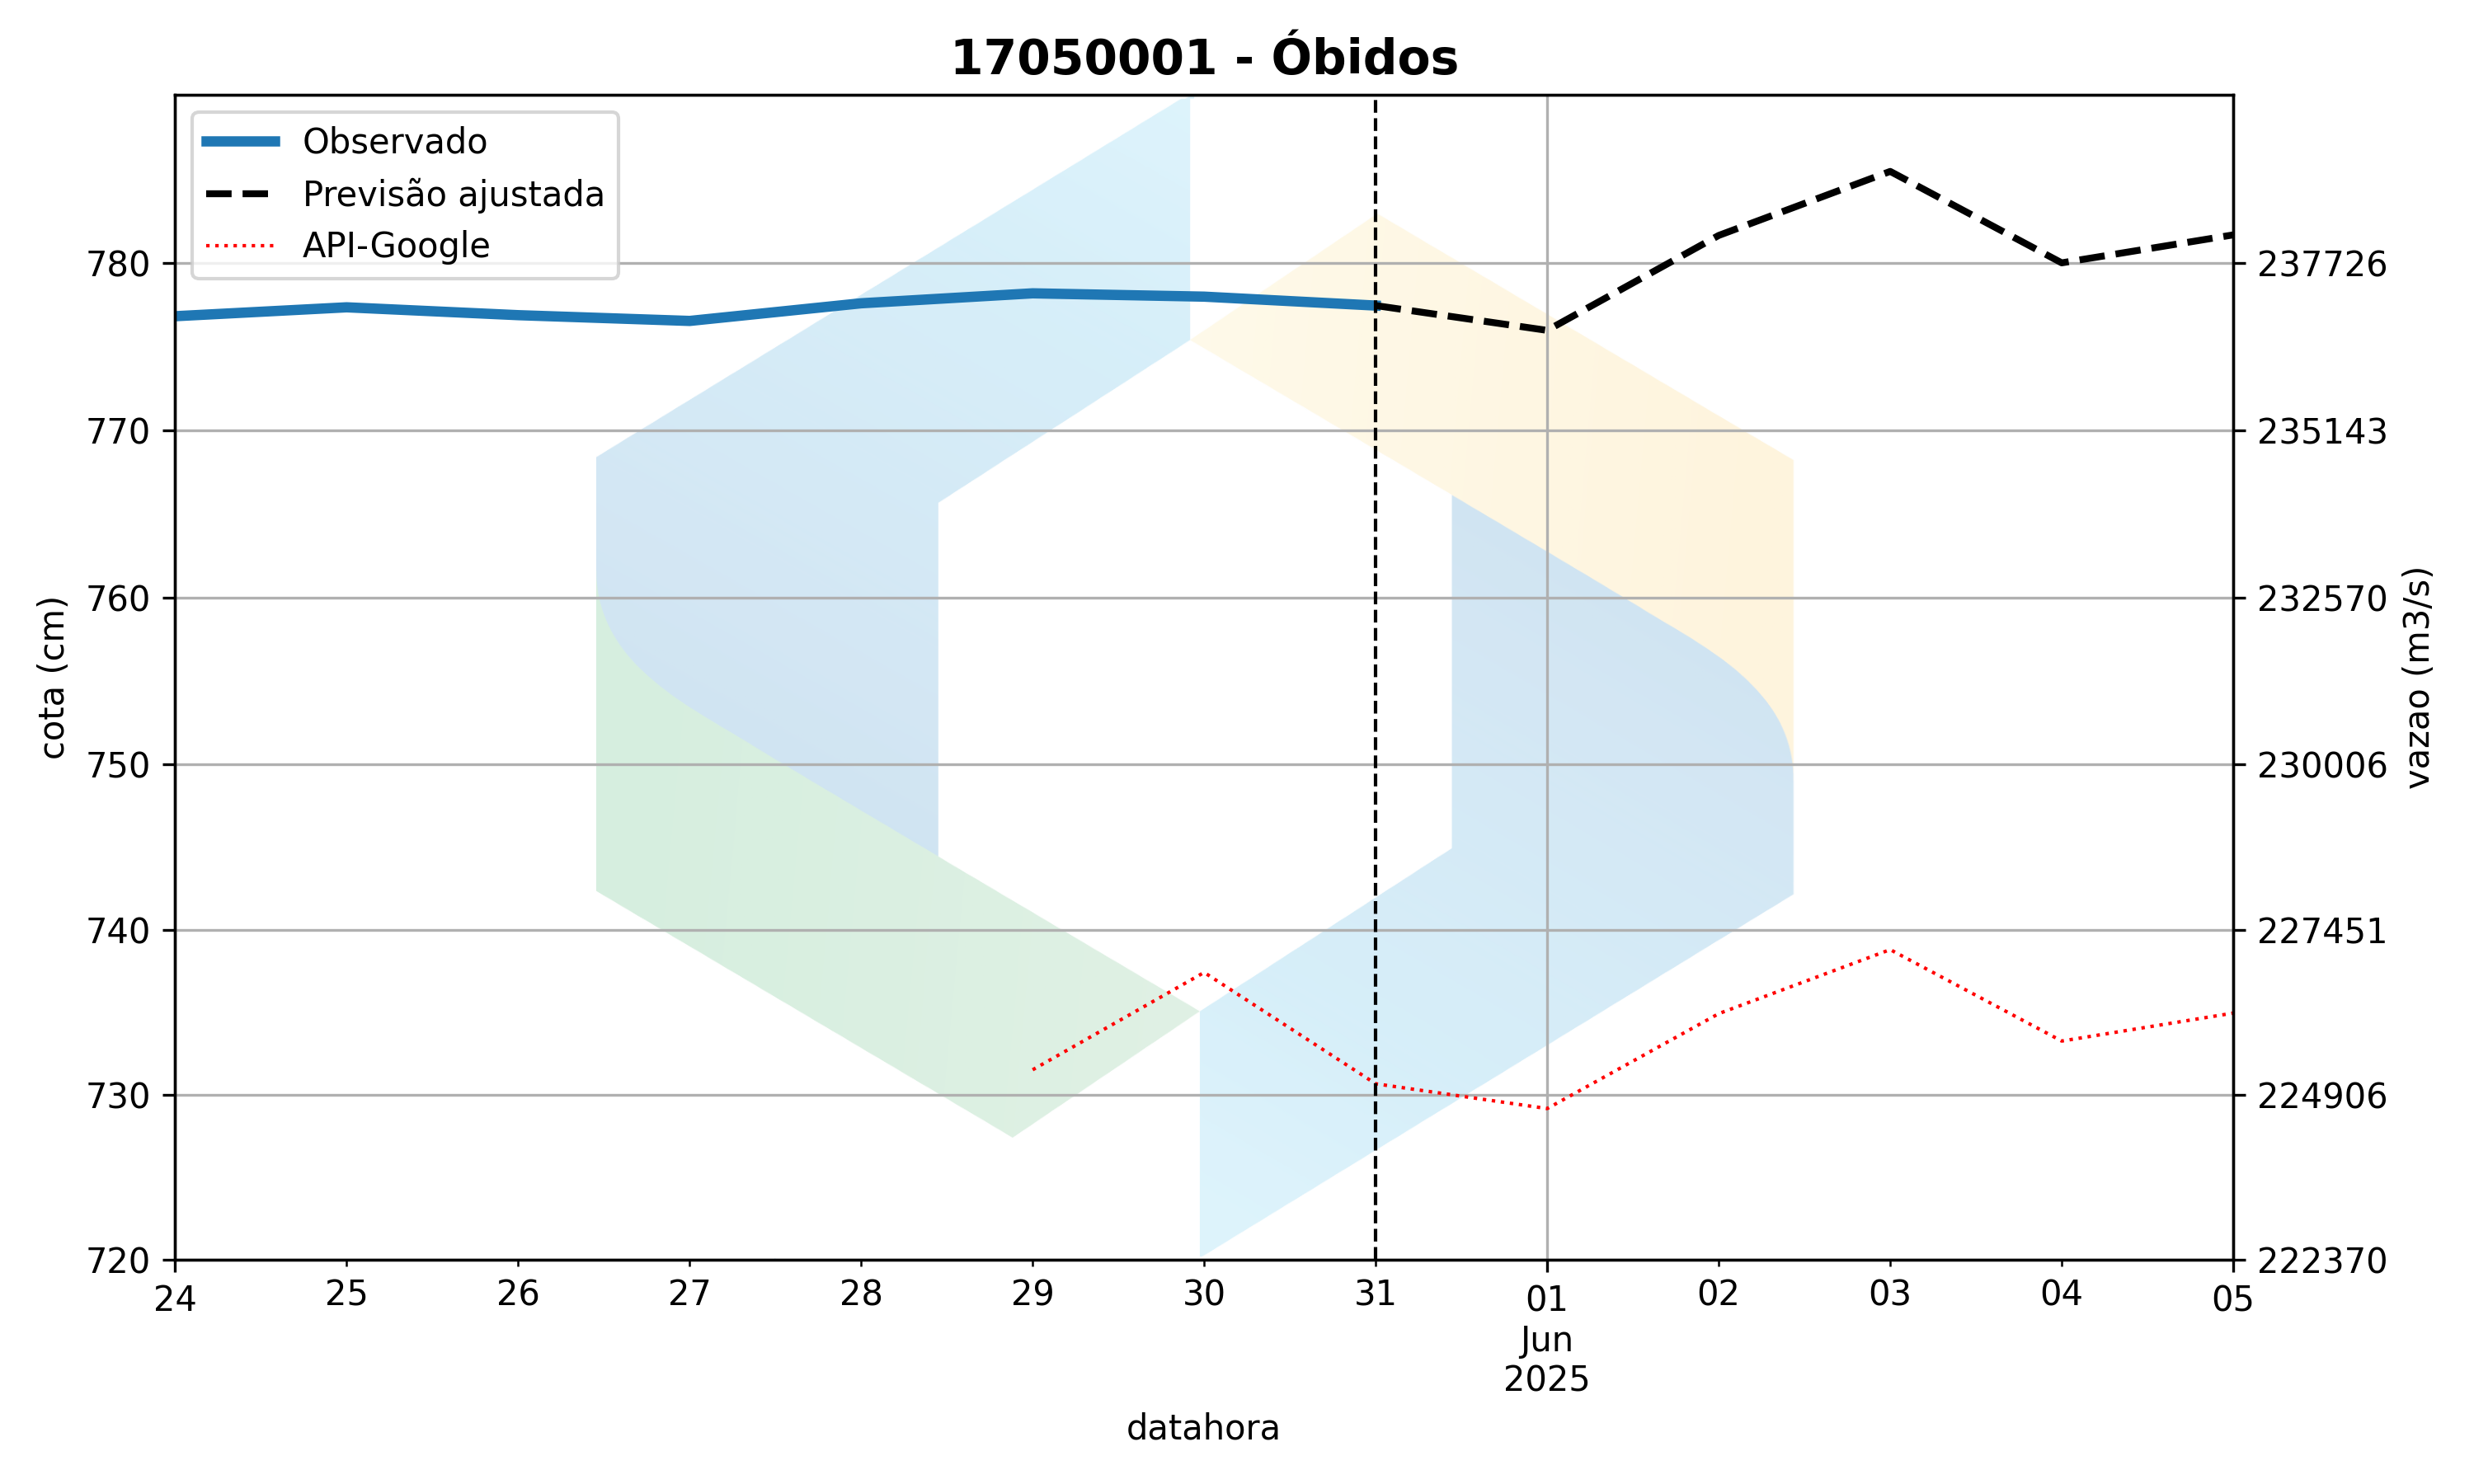 17050001 - Óbidos
Observado
Previsão ajustada
API-Google
780
770
760
750
740
730
720
cota (cm)
237726
235143
232570
230006
227451
224906
222370
vazao (m3/s)
24 25 26 27 28 29 30 31 01 02 03 04 05
Jun
2025
datahora